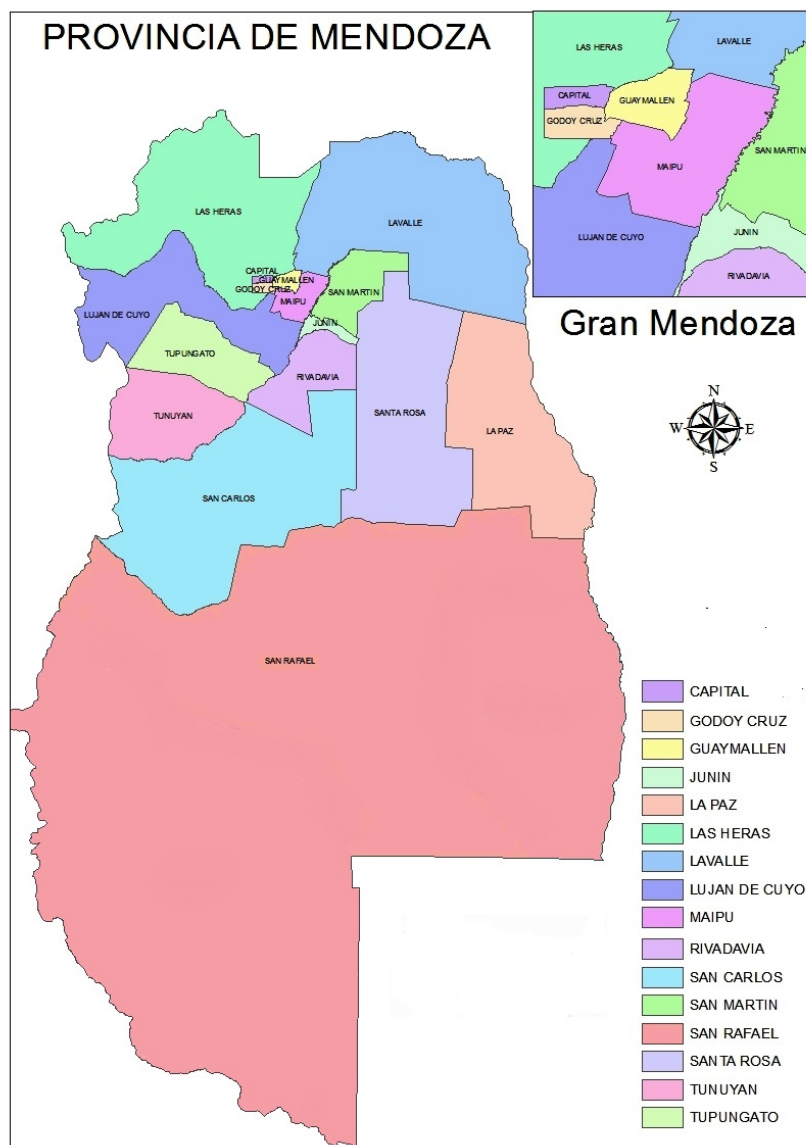 PROVINCIA DE MENDOZA
LAS HERAS
LAVALLE
CAPITAL
GUAYMALLEN
GODOY CRUZ
MAIPU
SAN MARTIN
LUJAN DE CUYO
JUNIN
RIVADAVIA
Gran Mendoza
N
W
E
S
LAS HERAS
LAVALLE
CAPITAL
GUAYMALLEN
GODOY CRUZ
SAN MARTIN
MAIPU
LUJAN DE CUYO
JUNIN
TUPUNGATO
RIVADAVIA
TUNUYAN
SANTA ROSA
LA PAZ
SAN CARLOS
SAN RAFAEL
CAPITAL
GODOY CRUZ
GUAYMALLEN
JUNIN
LA PAZ
LAS HERAS
LAVALLE
LUJAN DE CUYO
MAIPU
RIVADAVIA
SAN CARLOS
SAN MARTIN
SAN RAFAEL
SANTA ROSA
TUNUYAN
TUPUNGATO